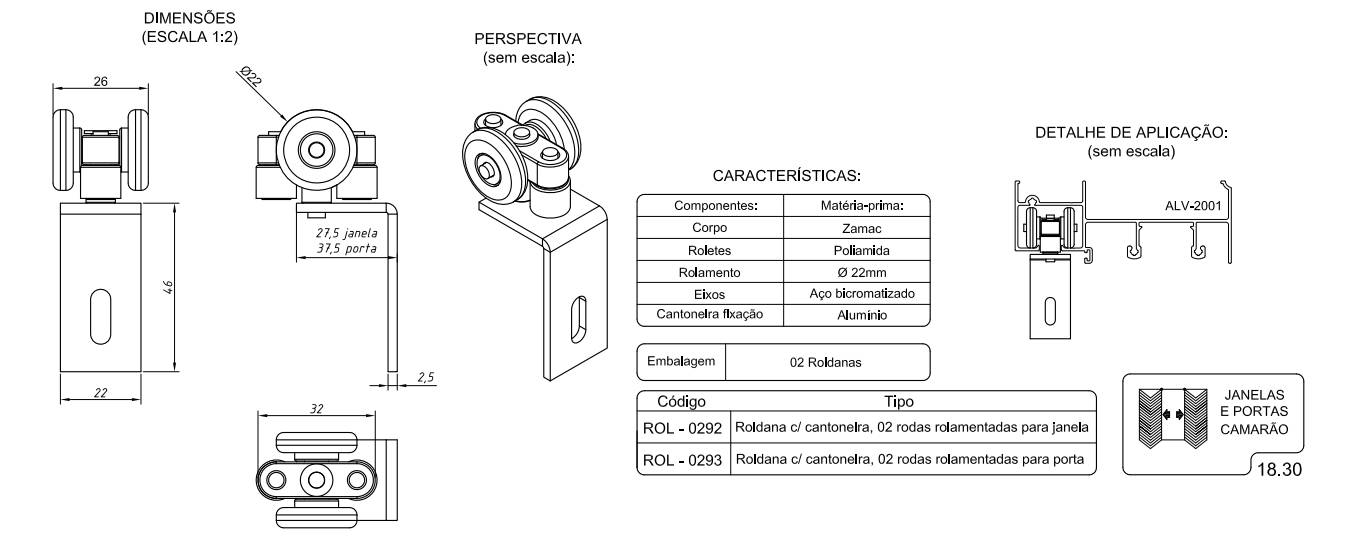 DIMENSÕES
(ESCALA 1:2)
26
Ø22
27,5 janela
37,5 porta
46
22
2,5
32
PERSPECTIVA
(sem escala):
CARACTERÍSTICAS:
Componentes: Matéria-prima:
Corpo Zamac
Roletes Poliamida
Rolamento Ø 22mm
Eixos Aço bicromatizado
Cantoneira fixação Alumínio
Embalagem 02 Roldanas
Código Tipo
ROL - 0292 Roldana c/ cantoneira, 02 rodas rolamentadas para janela
ROL - 0293 Roldana c/ cantoneira, 02 rodas rolamentadas para porta
DETALHE DE APLICAÇÃO:
(sem escala)
ALV-2001
JANELAS
E PORTAS
CAMARÃO
18.30